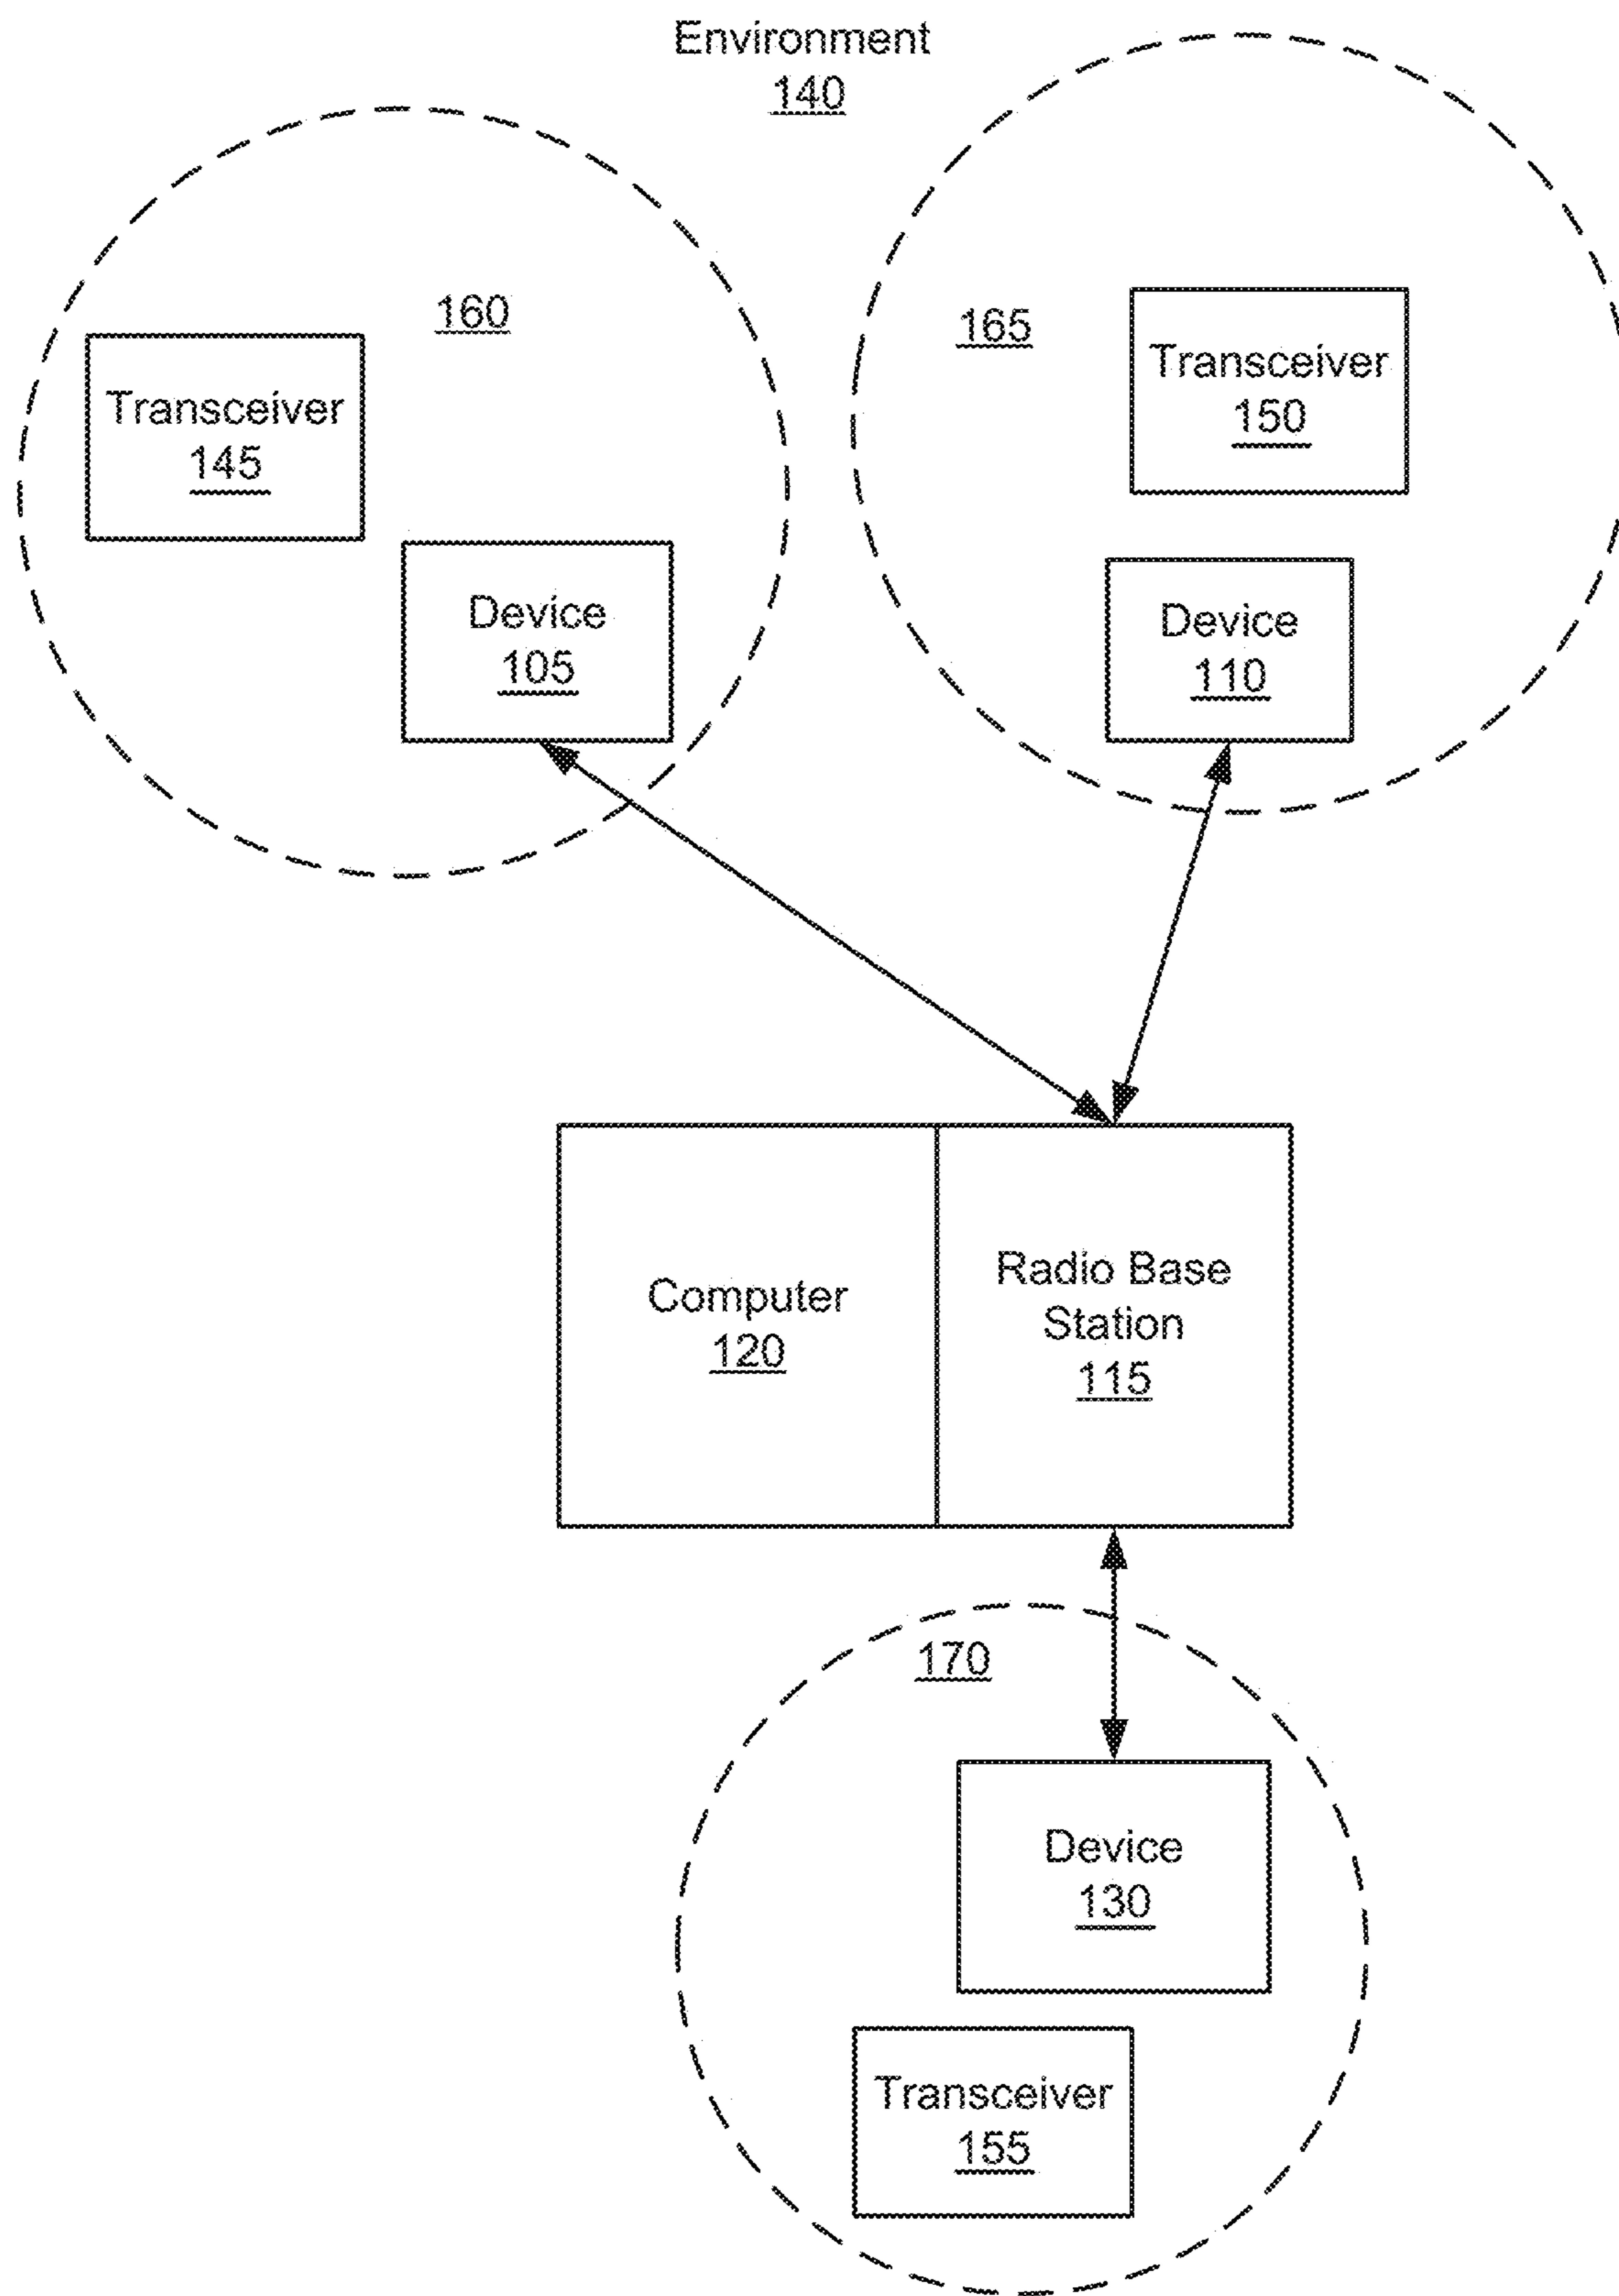 Environment
140
160
Transceiver
145
Device
105
165
Transceiver
150
Device
110
Computer
120
Radio Base
Station
115
170
Device
130
Transceiver
155